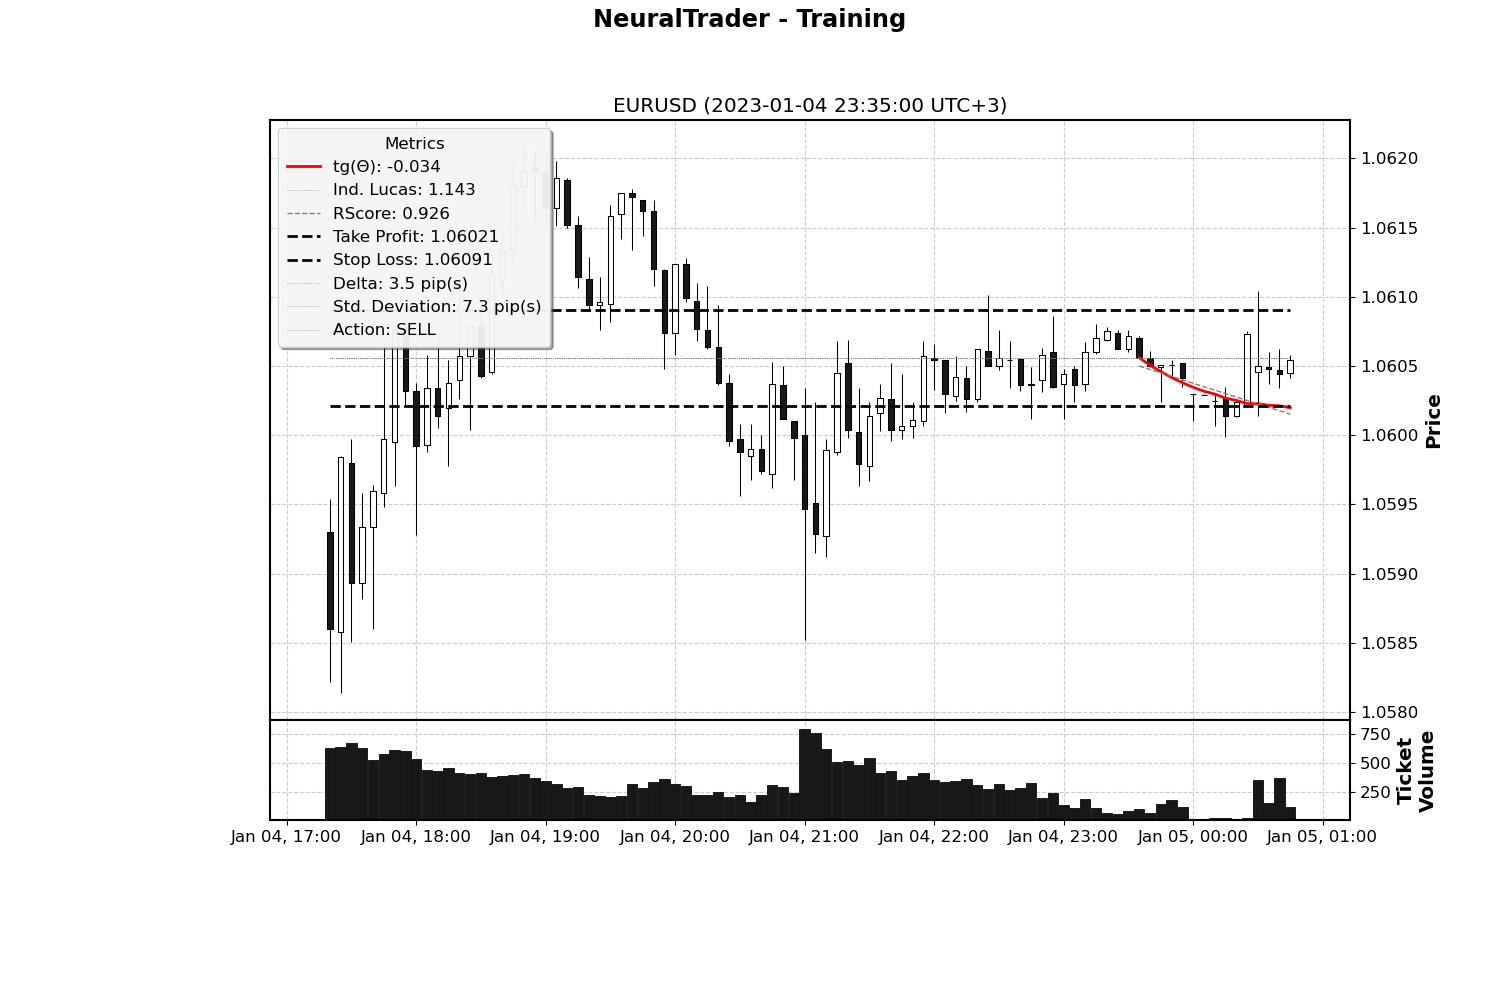 NeuralTrader - Training
EURUSD (2023-01-04 23:35:00 UTC+3)
Metrics
tg(Θ): -0.034
Ind. Lucas: 1.143
RScore: 0.926
Take Profit: 1.06021
Stop Loss: 1.06091
Delta: 3.5 pip(s)
Std. Deviation: 7.3 pip(s)
Action: SELL
1.0620
1.0615
1.0610
1.0605
1.0600
1.0595
1.0590
1.0585
1.0580
Price
750
500
250
Ticket
Volume
Jan 04, 17:00 Jan 04, 18:00 Jan 04, 19:00 Jan 04, 20:00 Jan 04, 21:00 Jan 04, 22:00 Jan 04, 23:00 Jan 05, 00:00 Jan 05, 01:00